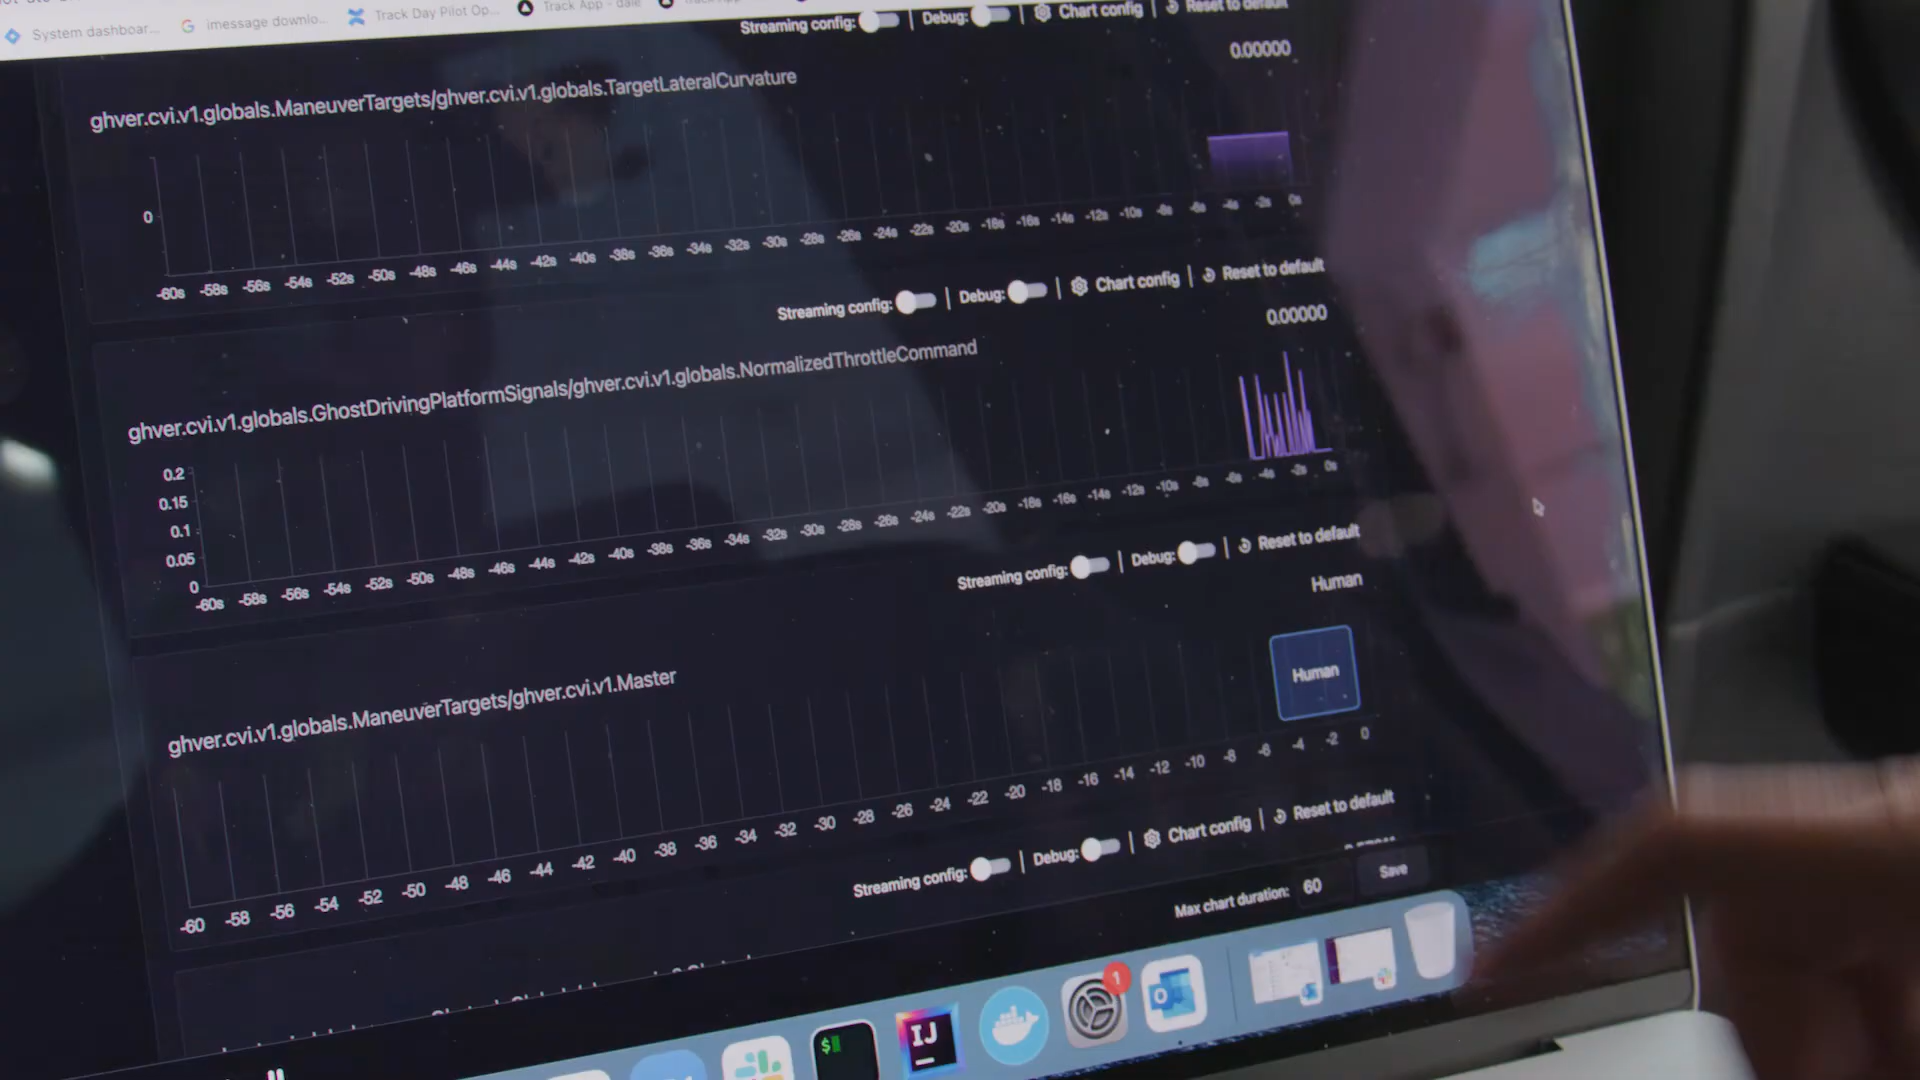 System dashboar...
imessage downlo...
Track Day Pilot Op...
Track App - dale
Streaming config:
Debug:
Chart config
Reset to default
0.00000
ghver.cvi.v1.globals.ManeuverTargets/ghver.cvi.v1.globals.TargetLateralCurvature
0
-60s -58s -56s -54s -52s -50s -48s -46s -44s -42s -40s -38s -36s -34s -32s -30s -28s -26s -24s -22s -20s -18s -16s -14s -12s -10s -8s -6s -4s -2s 0s
Streaming config:
Debug:
Chart config
Reset to default
0.00000
ghver.cvi.v1.globals.GhostDrivingPlatformSignals/ghver.cvi.v1.globals.NormalizedThrottleCommand
0.2
0.15
0.1
0.05
0
-60s -58s -56s -54s -52s -50s -48s -46s -44s -42s -40s -38s -36s -34s -32s -30s -28s -26s -24s -22s -20s -18s -16s -14s -12s -10s -8s -6s -4s -2s 0s
Streaming config:
Debug:
Reset to default
Human
ghver.cvi.v1.globals.ManeuverTargets/ghver.cvi.v1.Master
Human
-60 -58 -56 -54 -52 -50 -48 -46 -44 -42 -40 -38 -36 -34 -32 -30 -28 -26 -24 -22 -20 -18 -16 -14 -12 -10 -8 -6 -4 -2 0
Streaming config:
Debug:
Chart config
Reset to default
Max chart duration: 60
Save
$
IJ
1
O